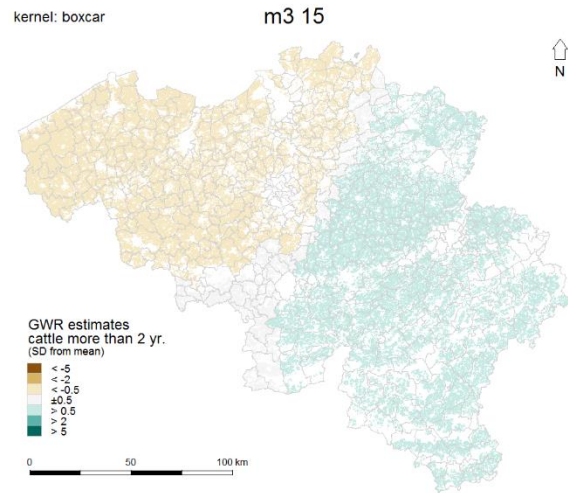 kernel: boxcar
m3 15
N
GWR estimates
cattle more than 2 yr.
(SD from mean)
< -5
< -2
< -0.5
±0.5
> 0.5
> 2
> 5
0 50 100 km